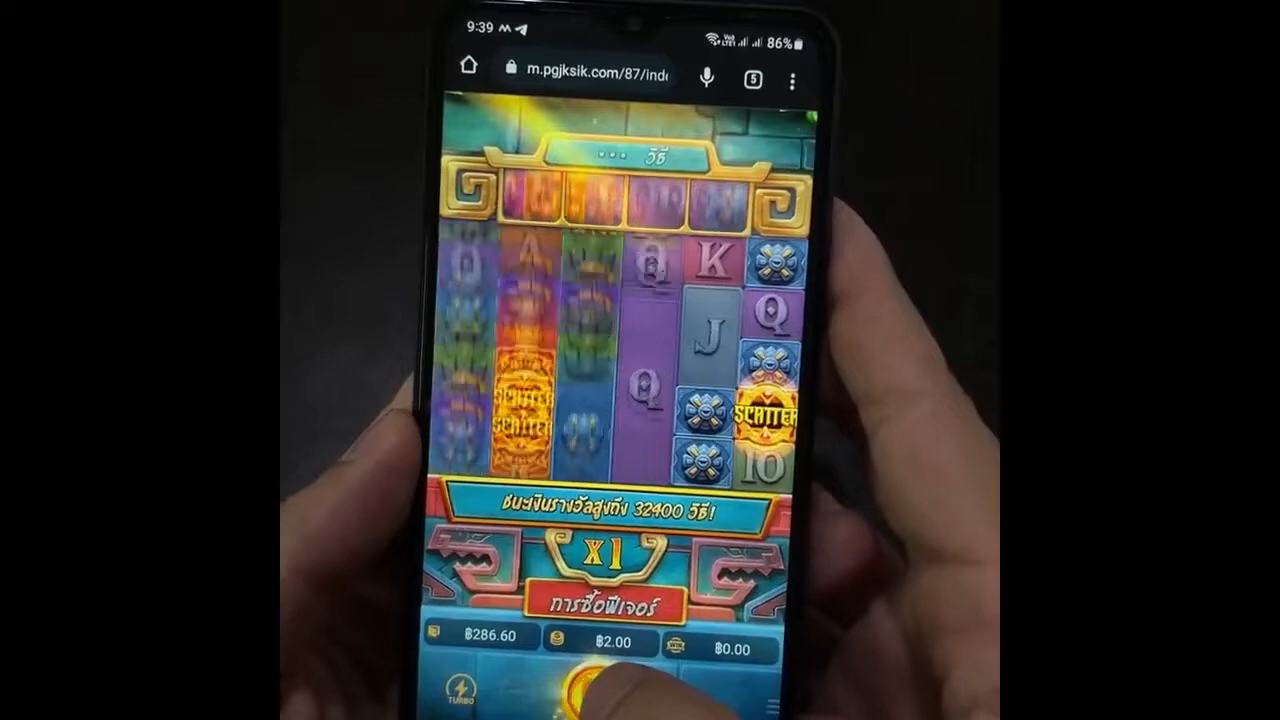 9:39 86%
m.pgjksik.com/87/ind 5
วิธี
A K
Q Q
J
Q
SCATTER SCATTER
SCATTER 10
ชนะเงินรางวัลสูงถึง 32400 วิธี!
x1
การซื้อฟีเจอร์
฿286.60 ฿2.00 ฿0.00
TURBO